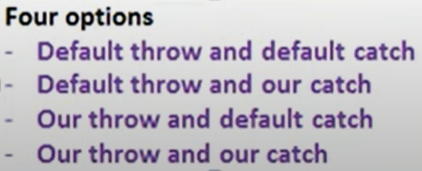 Four options
- Default throw and default catch
- Default throw and our catch
- Our throw and default catch
- Our throw and our catch